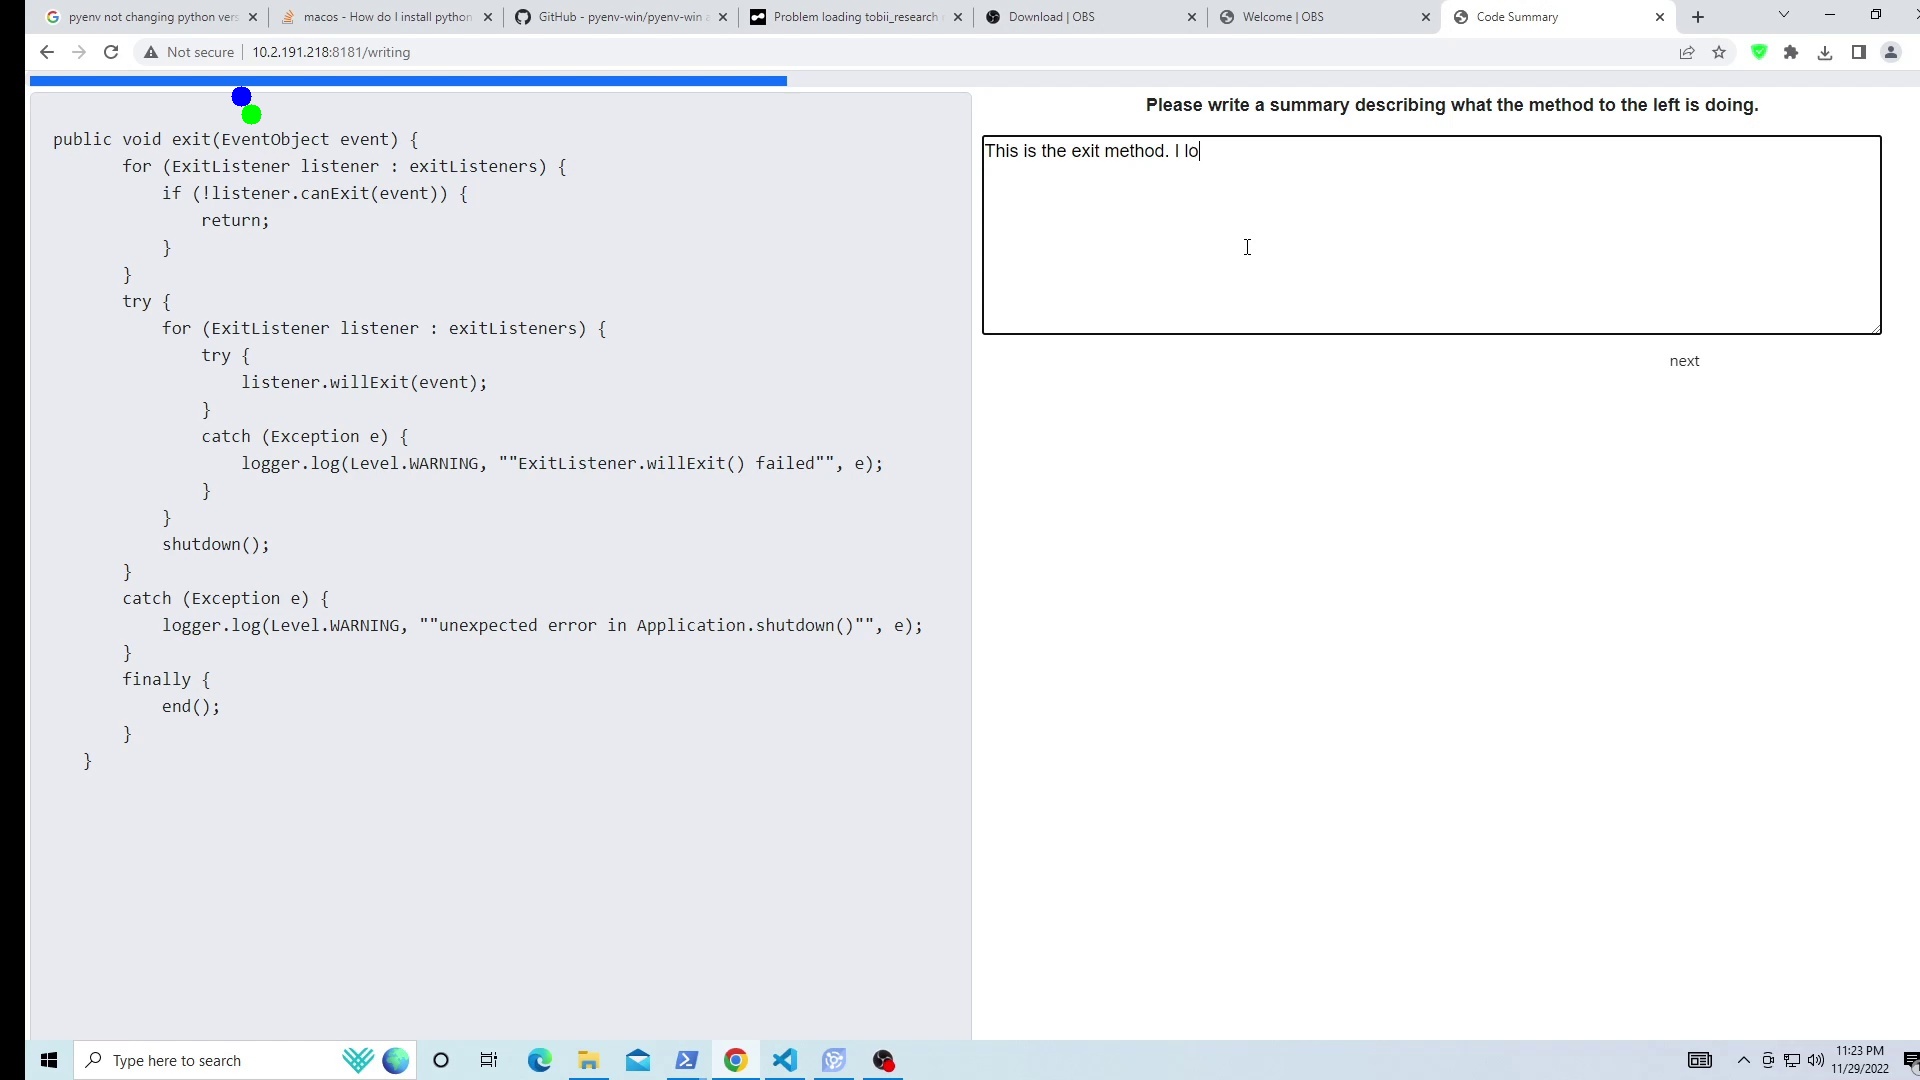 pyenv not changing python vers
macos - How do I install python
GitHub - pyenv-win/pyenv-win a
Problem loading tobii_research
Download | OBS
Welcome | OBS
Code Summary
Not secure
10.2.191.218:8181/writing
public void exit(EventObject event) {
for (ExitListener listener : exitListeners) {
if (!listener.canExit(event)) {
return;
}
}
try {
for (ExitListener listener : exitListeners) {
try {
listener.willExit(event);
}
catch (Exception e) {
logger.log(Level.WARNING, ""ExitListener.willExit() failed"", e);
}
}
shutdown();
}
catch (Exception e) {
logger.log(Level.WARNING, ""unexpected error in Application.shutdown()"", e);
}
finally {
end();
}
}
Please write a summary describing what the method to the left is doing.
This is the exit method. I lo
next
Type here to search
11:23 PM
11/29/2022